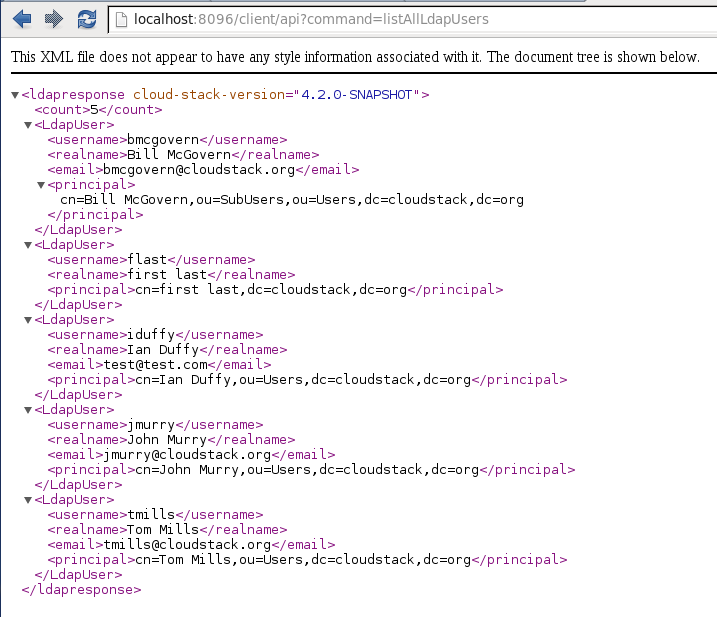 localhost:8096/client/api?command=listAllLdapUsers
This XML file does not appear to have any style information associated with it. The document tree is shown below.
<ldapresponse cloud-stack-version="4.2.0-SNAPSHOT">
<count>5</count>
<LdapUser>
<username>bmcgovern</username>
<realname>Bill McGovern</realname>
<email>bmcgovern@cloudstack.org</email>
<principal>
cn=Bill McGovern,ou=SubUsers,ou=Users,dc=cloudstack,dc=org
</principal>
</LdapUser>
<LdapUser>
<username>flast</username>
<realname>first last</realname>
<principal>cn=first last,dc=cloudstack,dc=org</principal>
</LdapUser>
<LdapUser>
<username>iduffy</username>
<realname>Ian Duffy</realname>
<email>test@test.com</email>
<principal>cn=Ian Duffy,ou=Users,dc=cloudstack,dc=org</principal>
</LdapUser>
<LdapUser>
<username>jmurry</username>
<realname>John Murry</realname>
<email>jmurry@cloudstack.org</email>
<principal>cn=John Murry,ou=Users,dc=cloudstack,dc=org</principal>
</LdapUser>
<LdapUser>
<username>tmills</username>
<realname>Tom Mills</realname>
<email>tmills@cloudstack.org</email>
<principal>cn=Tom Mills,ou=Users,dc=cloudstack,dc=org</principal>
</LdapUser>
</ldapresponse>